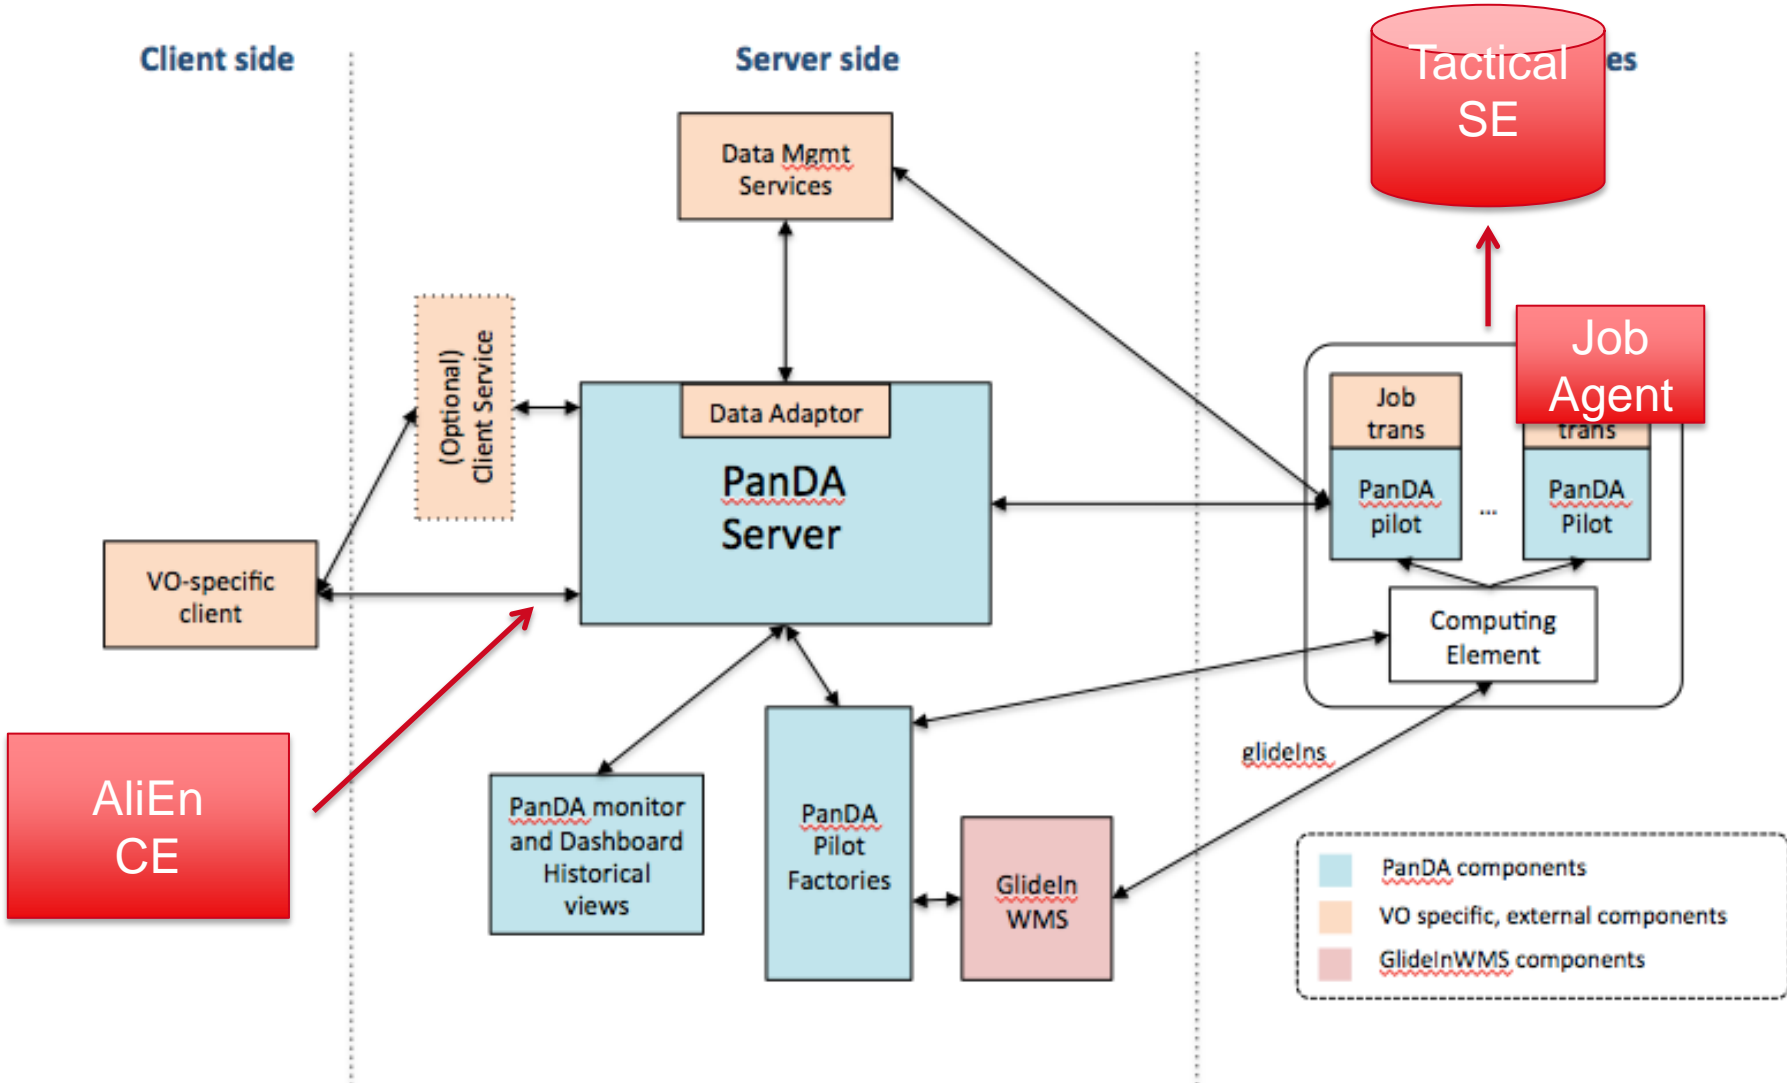 Client side
Server side
es
Tactical
SE
Data Mgmt
Services
(Optional)
Client Service
Data Adaptor
PanDA
Server
Job
Agent
Job
trans
trans
PanDA
pilot
...
PanDA
Pilot
VO-specific
client
Computing
Element
AliEn
CE
PanDA monitor
and Dashboard
Historical
views
PanDA
Pilot
Factories
GlideIn
WMS
glideIns
PanDA components
VO specific, external components
GlideInWMS components